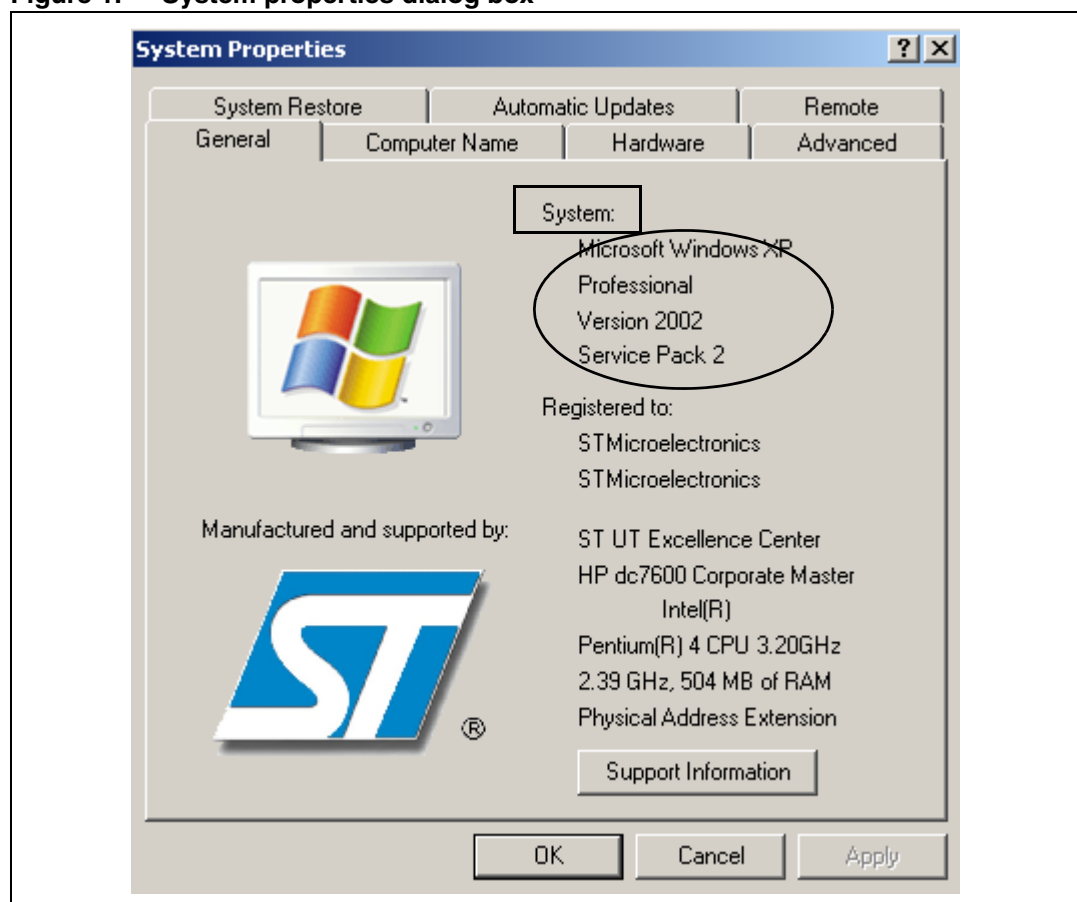 Figure 1. System properties dialog box
System Properties
System Restore Automatic Updates Remote
General Computer Name Hardware Advanced
System:
Microsoft Windows XP
Professional
Version 2002
Service Pack 2
Registered to:
STMicroelectronics
STMicroelectronics
Manufactured and supported by:
ST UT Excellence Center
HP dc7600 Corporate Master
Intel(R)
Pentium(R) 4 CPU 3.20GHz
2.39 GHz, 504 MB of RAM
Physical Address Extension
ST
®
Support Information
OK Cancel Apply